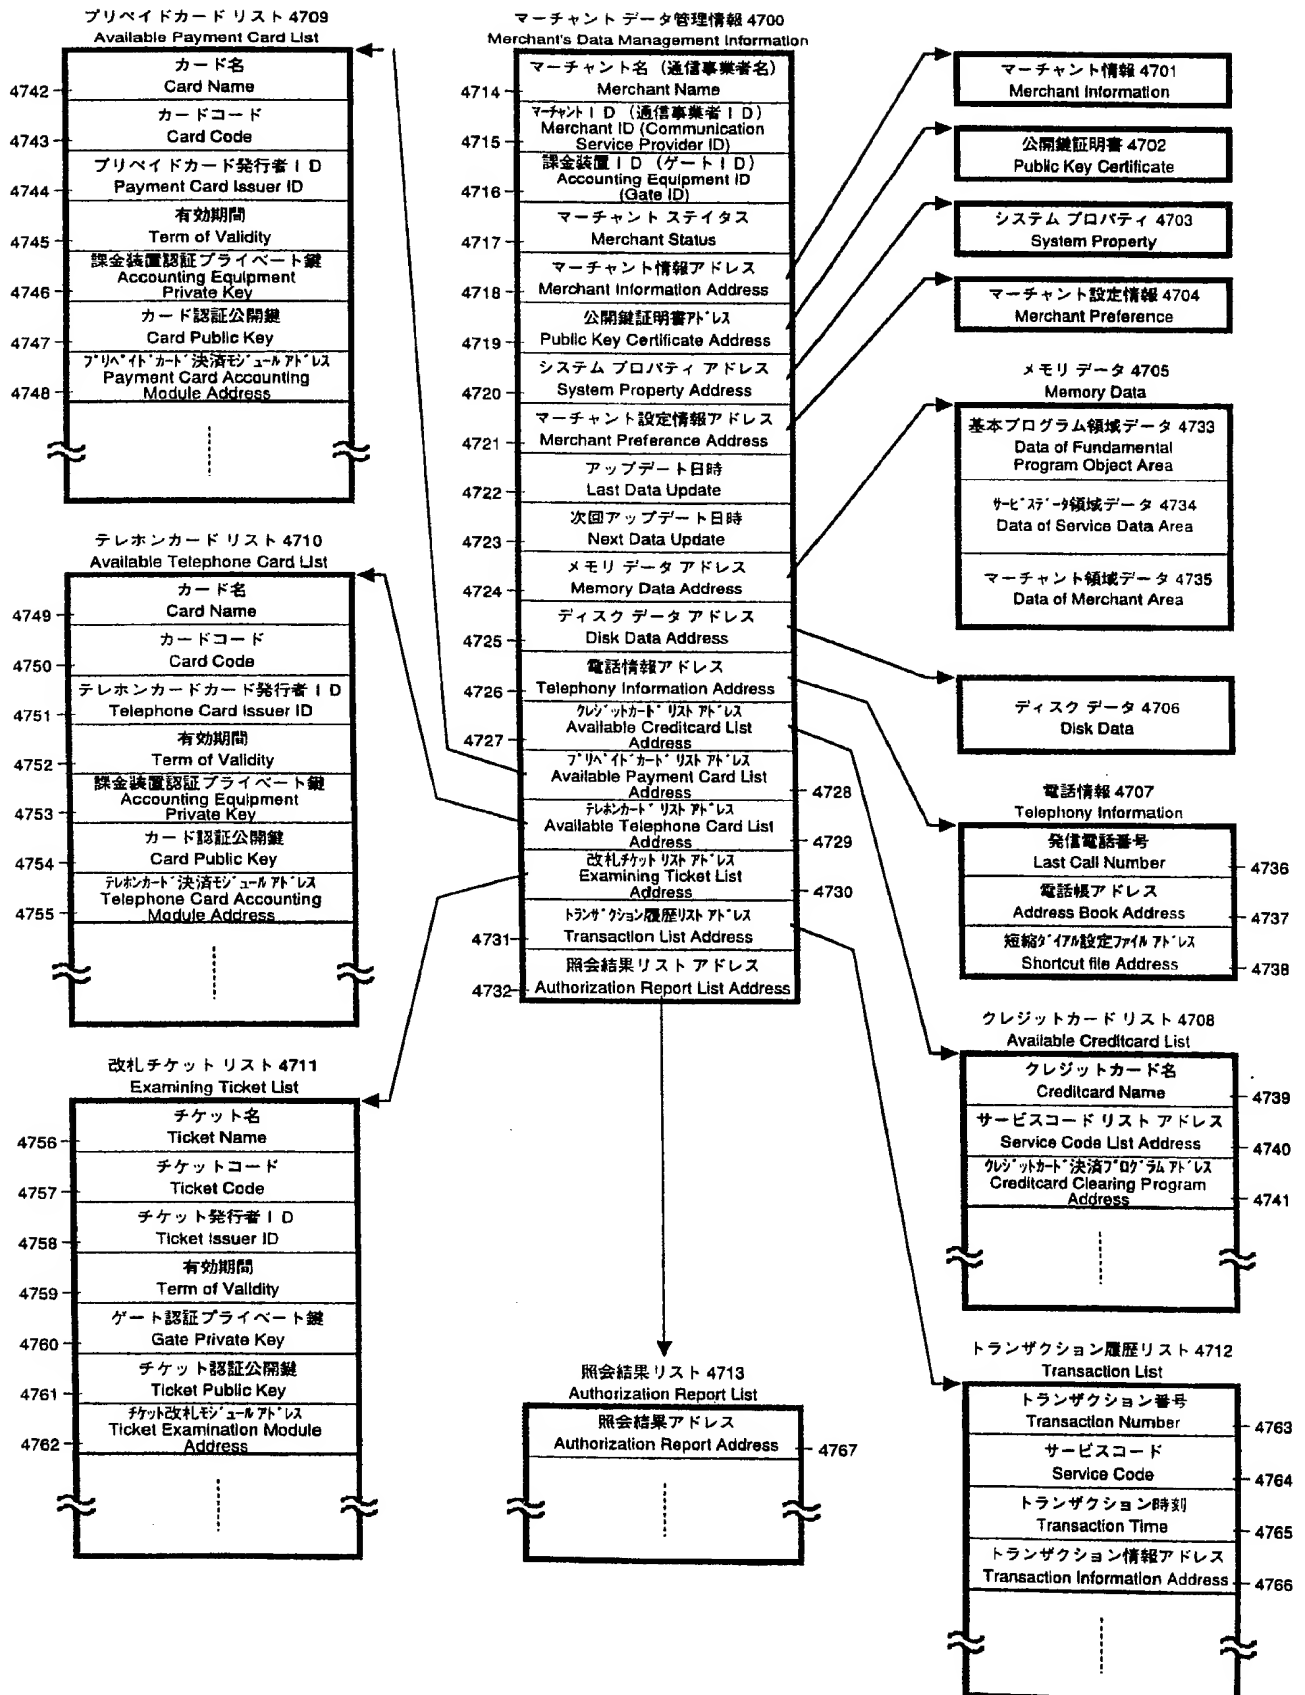 プリペイドカード リスト 4709
Available Payment Card List
カード名
Card Name
4742
カードコード
Card Code
4743
プリペイドカード発行者ID
Payment Card Issuer ID
4744
有効期間
Term of Validity
4745
課金装置認証プライベート鍵
Accounting Equipment
Private Key
4746
カード認証公開鍵
Card Public Key
4747
プリペイドカード決済モジュールアドレス
Payment Card Accounting
Module Address
4748
テレホンカード リスト 4710
Available Telephone Card List
カード名
Card Name
4749
カードコード
Card Code
4750
テレホンカードカード発行者ID
Telephone Card Issuer ID
4751
有効期間
Term of Validity
4752
課金装置認証プライベート鍵
Accounting Equipment
Private Key
4753
カード認証公開鍵
Card Public Key
4754
テレホンカード決済モジュールアドレス
Telephone Card Accounting
Module Address
4755
改札チケット リスト 4711
Examining Ticket List
チケット名
Ticket Name
4756
チケットコード
Ticket Code
4757
チケット発行者ID
Ticket Issuer ID
4758
有効期間
Term of Validity
4759
ゲート認証プライベート鍵
Gate Private Key
4760
チケット認証公開鍵
Ticket Public Key
4761
チケット改札モジュールアドレス
Ticket Examination Module
Address
4762
マーチャント データ管理情報 4700
Merchant's Data Management Information
マーチャント名(通信事業者名)
Merchant Name
4714
マーチャントID(通信事業者ID)
Merchant ID (Communication
Service Provider ID)
4715
課金装置ID(ゲートID)
Accounting Equipment ID
(Gate ID)
4716
マーチャント ステイタス
Merchant Status
4717
マーチャント情報アドレス
Merchant Information Address
4718
公開鍵証明書アドレス
Public Key Certificate Address
4719
システム プロパティ アドレス
System Property Address
4720
マーチャント設定情報アドレス
Merchant Preference Address
4721
アップデート日時
Last Data Update
4722
次回アップデート日時
Next Data Update
4723
メモリ データ アドレス
Memory Data Address
4724
ディスク データ アドレス
Disk Data Address
4725
電話情報アドレス
Telephony Information Address
4726
クレジットカード リスト アドレス
Available Creditcard List
Address
4727
プリペイドカード リスト アドレス
Available Payment Card List
Address
4728
テレホンカード リスト アドレス
Available Telephone Card List
Address
4729
改札チケット リスト アドレス
Examining Ticket List
Address
4730
トランザクション履歴リスト アドレス
Transaction List Address
4731
照会結果リスト アドレス
Authorization Report List Address
4732
照会結果リスト 4713
Authorization Report List
照会結果アドレス
Authorization Report Address
4767
マーチャント情報 4701
Merchant Information
公開鍵証明書 4702
Public Key Certificate
システム プロパティ 4703
System Property
マーチャント設定情報 4704
Merchant Preference
メモリ データ 4705
Memory Data
基本プログラム領域データ 4733
Data of Fundamental
Program Object Area
サービスデータ領域データ 4734
Data of Service Data Area
マーチャント領域データ 4735
Data of Merchant Area
ディスク データ 4706
Disk Data
電話情報 4707
Telephony Information
発信電話番号
Last Call Number
4736
電話帳アドレス
Address Book Address
4737
短縮ダイアル設定ファイル アドレス
Shortcut file Address
4738
クレジットカード リスト 4708
Available Creditcard List
クレジットカード名
Creditcard Name
4739
サービスコード リスト アドレス
Service Code List Address
4740
クレジットカード決済プログラム アドレス
Creditcard Clearing Program
Address
4741
トランザクション履歴リスト 4712
Transaction List
トランザクション番号
Transaction Number
4763
サービスコード
Service Code
4764
トランザクション時刻
Transaction Time
4765
トランザクション情報アドレス
Transaction Information Address
4766